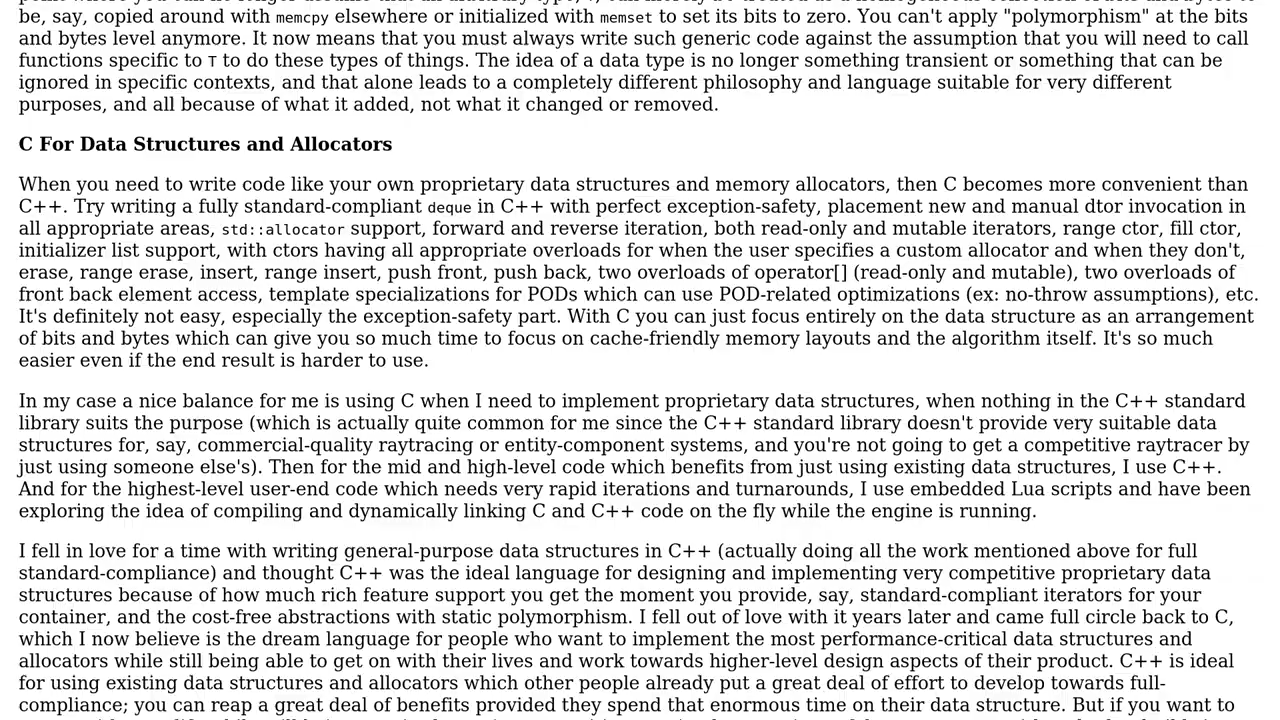 be, say, copied around with memcpy elsewhere or initialized with memset to set its bits to zero. You can't apply "polymorphism" at the bits
and bytes level anymore. It now means that you must always write such generic code against the assumption that you will need to call
functions specific to T to do these types of things. The idea of a data type is no longer something transient or something that can be
ignored in specific contexts, and that alone leads to a completely different philosophy and language suitable for very different
purposes, and all because of what it added, not what it changed or removed.
C For Data Structures and Allocators
When you need to write code like your own proprietary data structures and memory allocators, then C becomes more convenient than
C++. Try writing a fully standard-compliant deque in C++ with perfect exception-safety, placement new and manual dtor invocation in
all appropriate areas, std::allocator support, forward and reverse iteration, both read-only and mutable iterators, range ctor, fill ctor,
initializer list support, with ctors having all appropriate overloads for when the user specifies a custom allocator and when they don't,
erase, range erase, insert, range insert, push front, push back, two overloads of operator[] (read-only and mutable), two overloads of
front back element access, template specializations for PODs which can use POD-related optimizations (ex: no-throw assumptions), etc.
It's definitely not easy, especially the exception-safety part. With C you can just focus entirely on the data structure as an arrangement
of bits and bytes which can give you so much time to focus on cache-friendly memory layouts and the algorithm itself. It's so much
easier even if the end result is harder to use.
In my case a nice balance for me is using C when I need to implement proprietary data structures, when nothing in the C++ standard
library suits the purpose (which is actually quite common for me since the C++ standard library doesn't provide very suitable data
structures for, say, commercial-quality raytracing or entity-component systems, and you're not going to get a competitive raytracer by
just using someone else's). Then for the mid and high-level code which benefits from just using existing data structures, I use C++.
And for the highest-level user-end code which needs very rapid iterations and turnarounds, I use embedded Lua scripts and have been
exploring the idea of compiling and dynamically linking C and C++ code on the fly while the engine is running.
I fell in love for a time with writing general-purpose data structures in C++ (actually doing all the work mentioned above for full
standard-compliance) and thought C++ was the ideal language for designing and implementing very competitive proprietary data
structures because of how much rich feature support you get the moment you provide, say, standard-compliant iterators for your
container, and the cost-free abstractions with static polymorphism. I fell out of love with it years later and came full circle back to C,
which I now believe is the dream language for people who want to implement the most performance-critical data structures and
allocators while still being able to get on with their lives and work towards higher-level design aspects of their product. C++ is ideal
for using existing data structures and allocators which other people already put a great deal of effort to develop towards full-
compliance; you can reap a great deal of benefits provided they spend that enormous time on their data structures. But if you want to